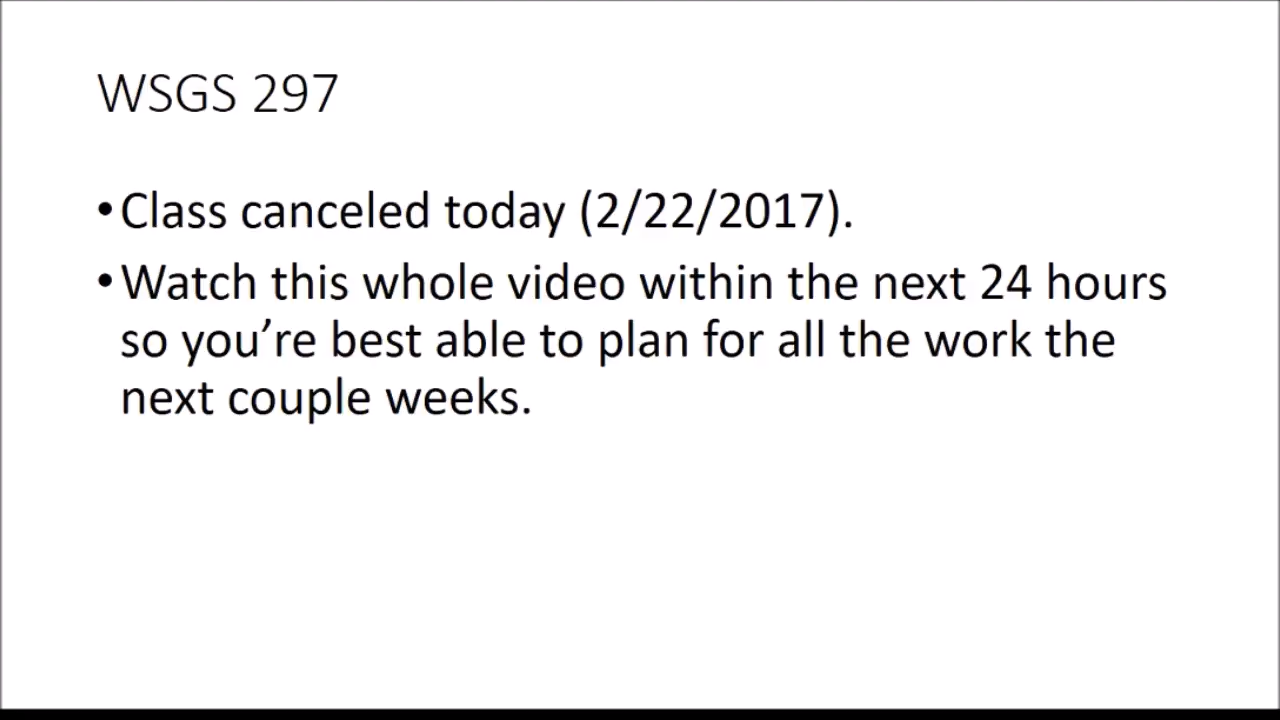 WSGS 297
•Class canceled today (2/22/2017).
•Watch this whole video within the next 24 hours
so you’re best able to plan for all the work the
next couple weeks.